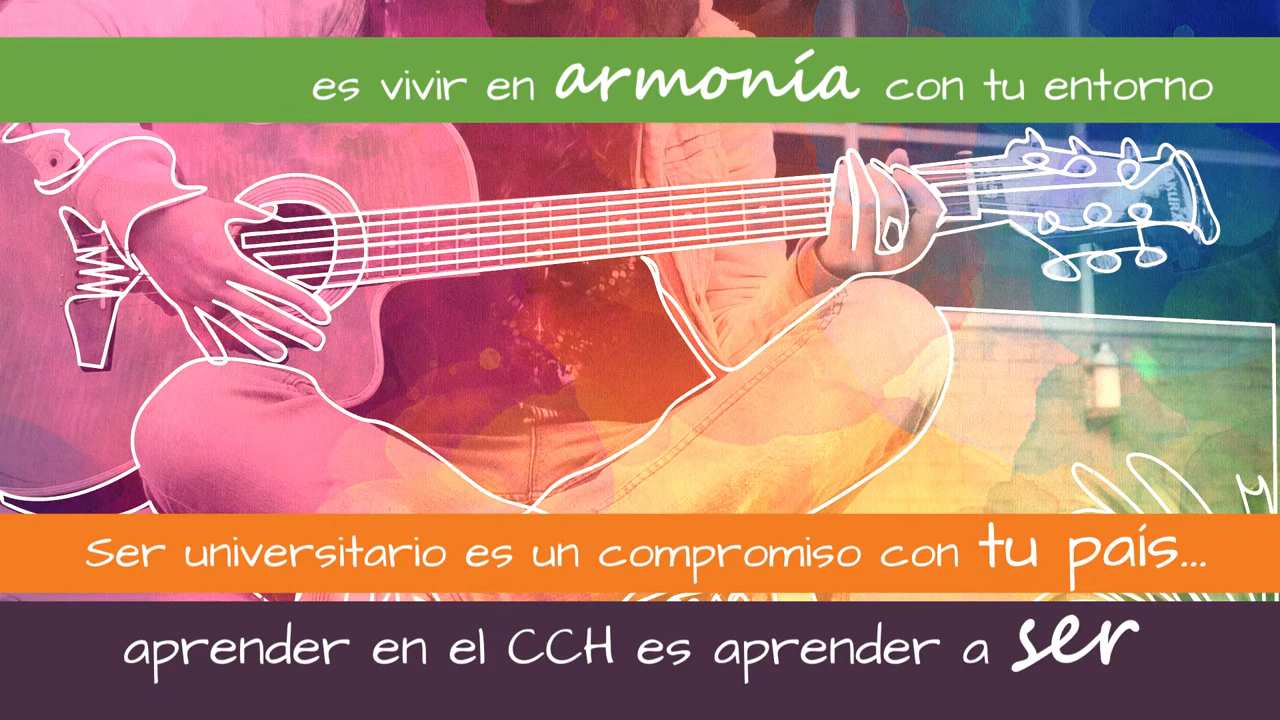 es vivir en armonía con tu entorno
Ser universitario es un compromiso con tu país...
aprender en el CCH es aprender a ser